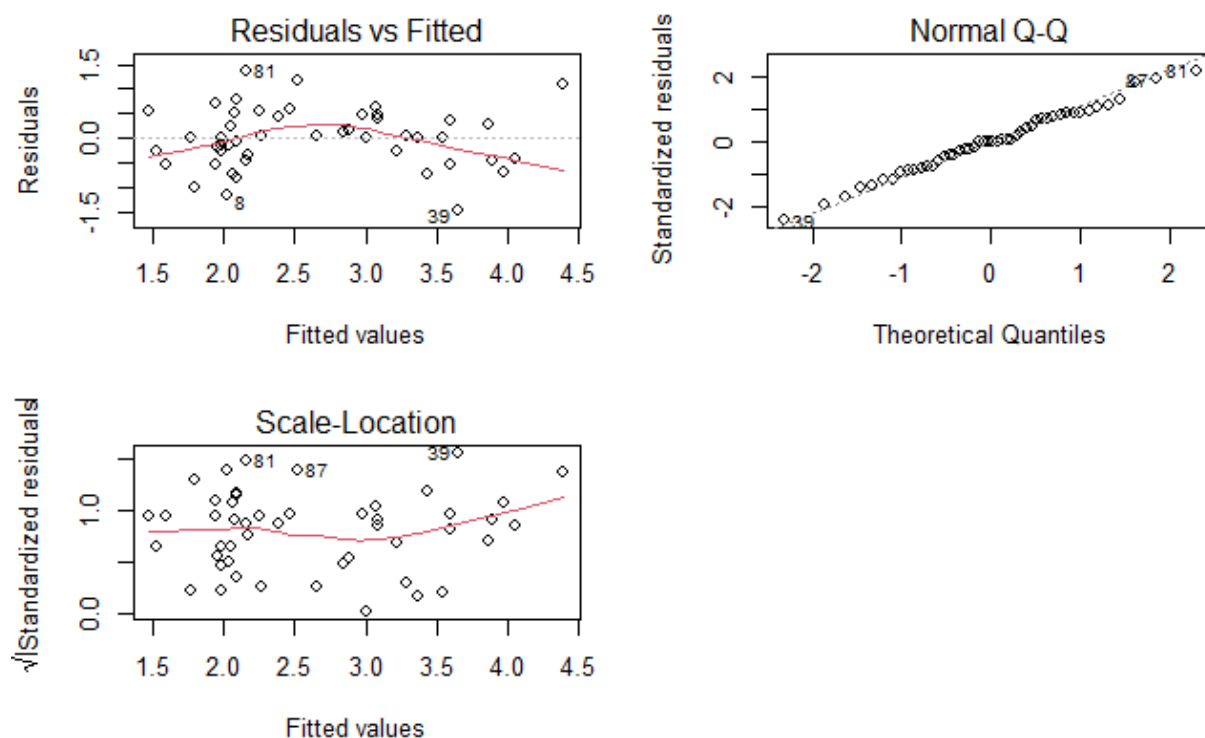 Residuals vs Fitted
Residuals
1.5
0.0
-1.5
81
8
39
1.5 2.0 2.5 3.0 3.5 4.0 4.5
Fitted values
Normal Q-Q
Standardized residuals
2
0
-2
87 81
39
-2 -1 0 1 2
Theoretical Quantiles
Scale-Location
√|Standardized residuals|
1.0
0.0
81
87
39
1.5 2.0 2.5 3.0 3.5 4.0 4.5
Fitted values